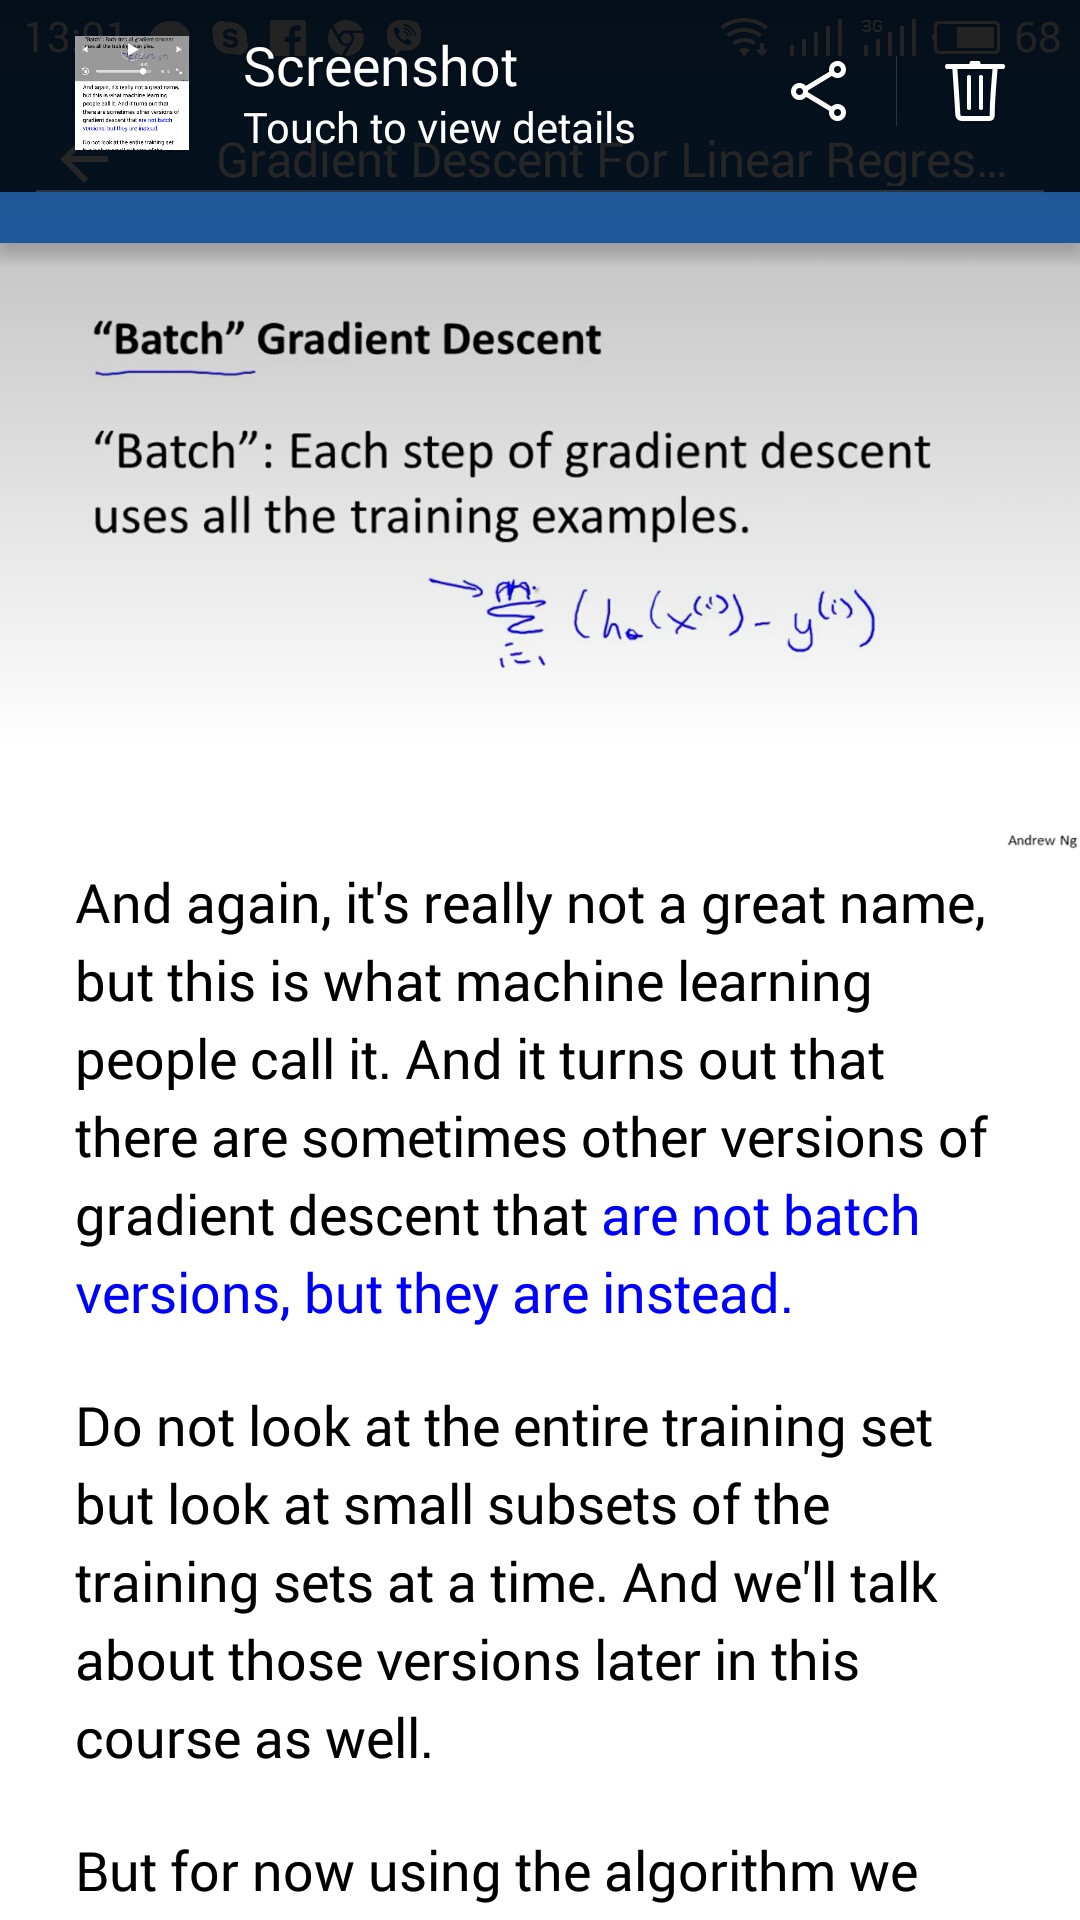 13:01
3G
68
Screenshot
Touch to view details
Gradient Descent For Linear Regres...
“Batch” Gradient Descent
“Batch”: Each step of gradient descent
uses all the training examples.
→ m Σ i=1 (hθ(x(i)) - y(i))
Andrew Ng
And again, it's really not a great name,
but this is what machine learning
people call it. And it turns out that
there are sometimes other versions of
gradient descent that are not batch
versions, but they are instead.
Do not look at the entire training set
but look at small subsets of the
training sets at a time. And we'll talk
about those versions later in this
course as well.
But for now using the algorithm we